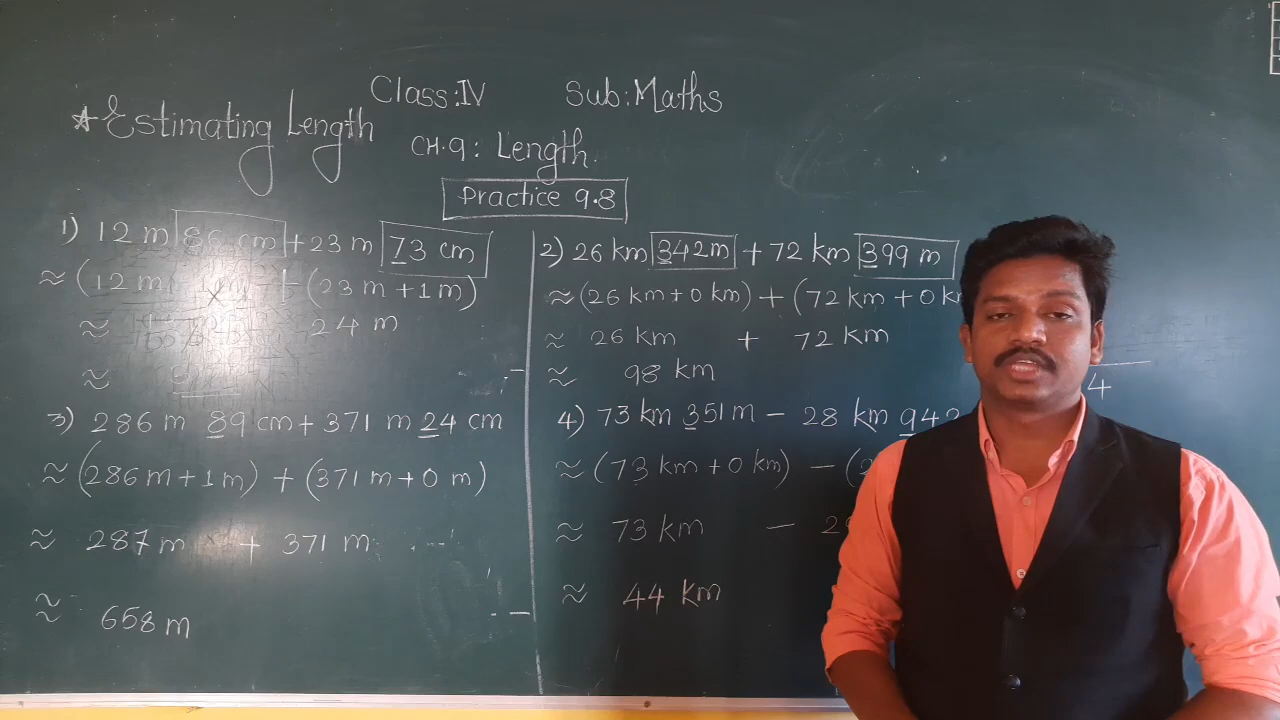 Class:IV Sub:Maths
*Estimating Length
CH.9: Length.
Practice 9.8
1) 12 m 86 cm + 23 m 73 cm
≈ (12 m + (23 m + 1 m)
≈ 24 m
≈
2) 26 km 342m + 72 km 399 m
≈ (26 km + 0 km) + (72 km + 0
≈ 26 km + 72 km
≈ 98 km
4
3) 286 m 89 cm + 371 m 24 cm
≈ (286 m + 1 m) + (371 m + 0 m)
≈ 287 m + 371 m
≈ 658 m
4) 73 km 351 m - 28 km 942
≈ (73 km + 0 km) - (
≈ 73 km -
≈ 44 km